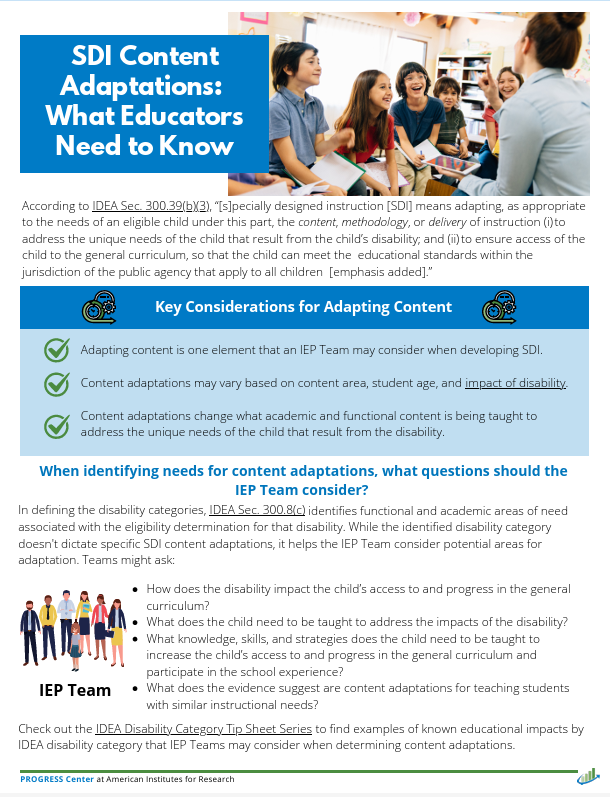 SDI Content
Adaptations:
What Educators
Need to Know
According to IDEA Sec. 300.39(b)(3), “[s]pecially designed instruction [SDI] means adapting, as appropriate
to the needs of an eligible child under this part, the content, methodology, or delivery of instruction (i)to
address the unique needs of the child that result from the child’s disability; and (ii)to ensure access of the
child to the general curriculum, so that the child can meet the educational standards within the
jurisdiction of the public agency that apply to all children [emphasis added].”
Key Considerations for Adapting Content
Adapting content is one element that an IEP Team may consider when developing SDI.
Content adaptations may vary based on content area, student age, and impact of disability.
Content adaptations change what academic and functional content is being taught to
address the unique needs of the child that result from the disability.
When identifying needs for content adaptations, what questions should the
IEP Team consider?
In defining the disability categories, IDEA Sec. 300.8(c) identifies functional and academic areas of need
associated with the eligibility determination for that disability. While the identified disability category
doesn't dictate specific SDI content adaptations, it helps the IEP Team consider potential areas for
adaptation. Teams might ask:
• How does the disability impact the child’s access to and progress in the general
curriculum?
• What does the child need to be taught to address the impacts of the disability?
• What knowledge, skills, and strategies does the child need to be taught to
increase the child’s access to and progress in the general curriculum and
participate in the school experience?
• What does the evidence suggest are content adaptations for teaching students
with similar instructional needs?
IEP Team
Check out the IDEA Disability Category Tip Sheet Series to find examples of known educational impacts by
IDEA disability category that IEP Teams may consider when determining content adaptations.
PROGRESS Center at American Institutes for Research